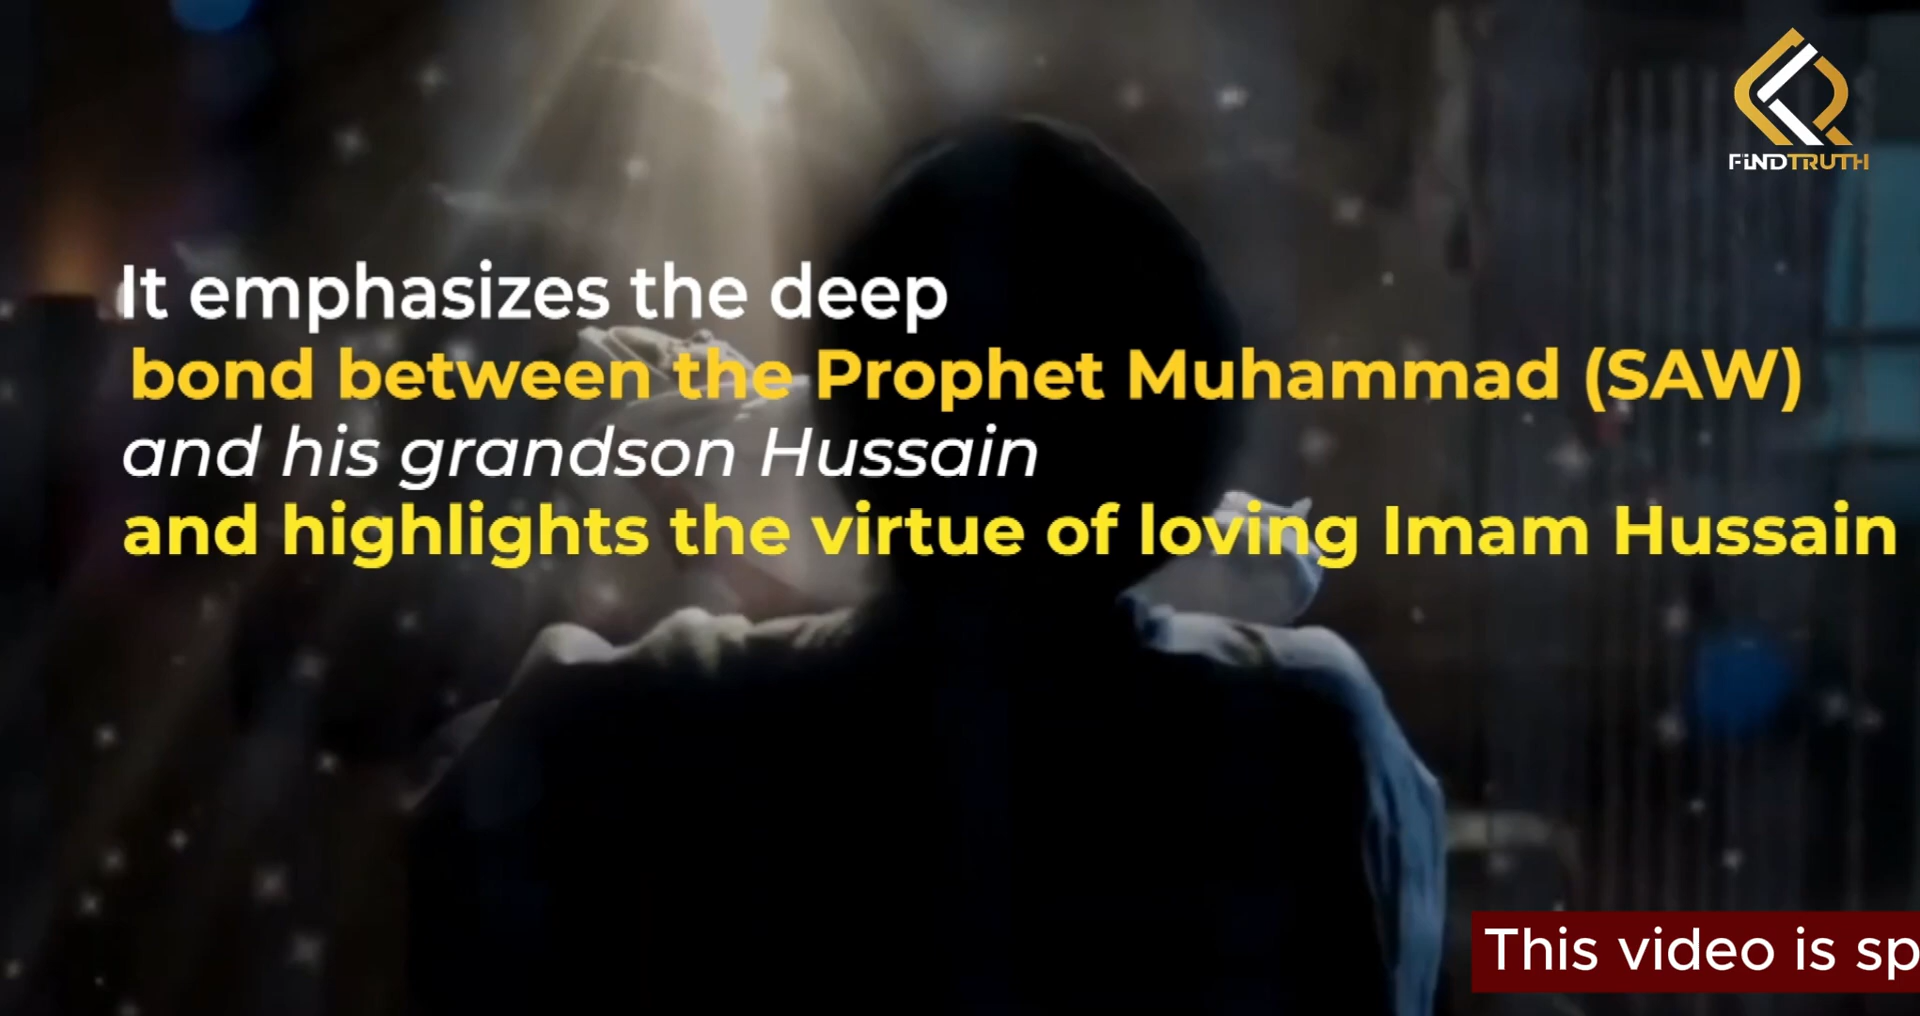 FINDTRUTH
It emphasizes the deep
bond between the Prophet Muhammad (SAW)
and his grandson Hussain
and highlights the virtue of loving Imam Hussain
This video is sp